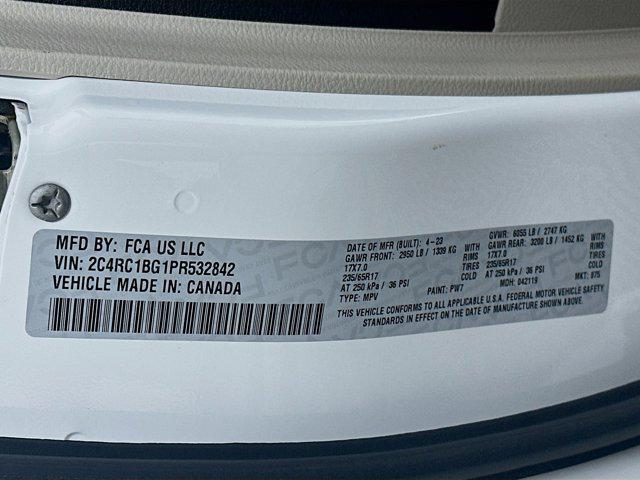 MFD BY: FCA US LLC
VIN: 2C4RC1BG1PR532842
VEHICLE MADE IN: CANADA
DATE OF MFR (BUILT): 4-23 GVWR: 6055 LB / 2747 KG
GAWR FRONT: 2950 LB / 1339 KG WITH GAWR REAR: 3200 LB / 1452 KG WITH
17X7.0 RIMS 17X7.0 RIMS
235/65R17 TIRES 235/65R17 TIRES
AT 250 kPa / 36 PSI COLD AT 250 kPa / 36 PSI COLD
TYPE: MPV PAINT: PW7 MDH: 042119 MKT: 075
THIS VEHICLE CONFORMS TO ALL APPLICABLE U.S.A. FEDERAL MOTOR VEHICLE SAFETY
STANDARDS IN EFFECT ON THE DATE OF MANUFACTURE SHOWN ABOVE